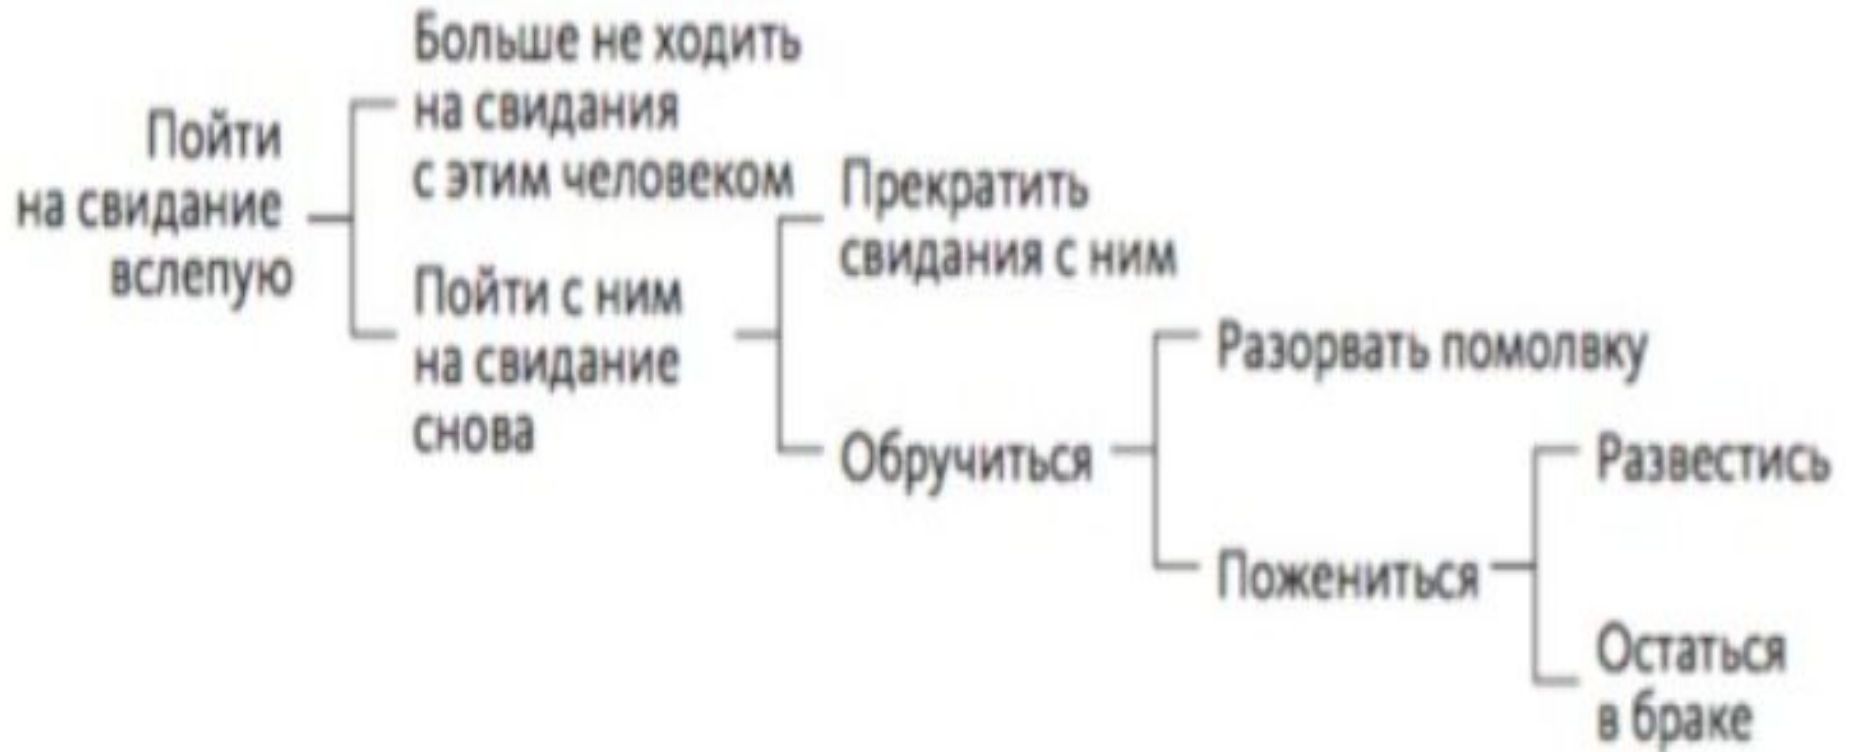 Пойти
на свидание
вслепую
Больше не ходить
на свидания
с этим человеком
Пойти с ним
на свидание
снова
Прекратить
свидания с ним
Обручиться
Разорвать помолвку
Пожениться
Развестись
Остаться
в браке